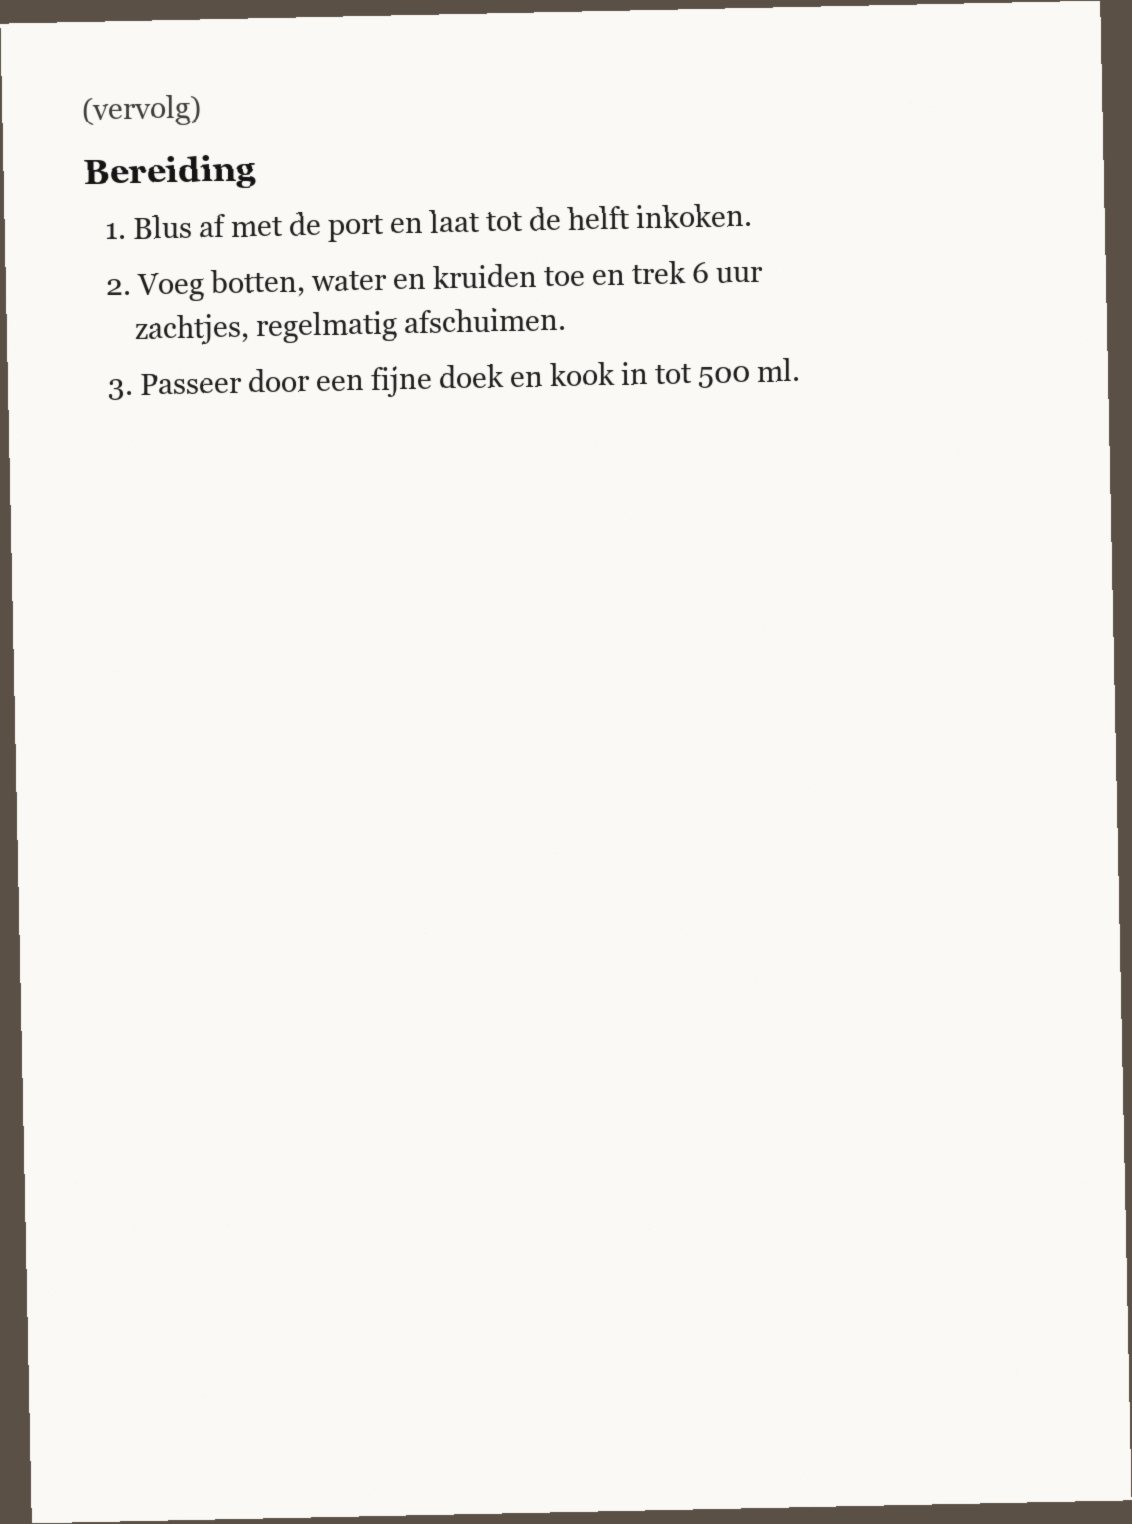 (vervolg)
Bereiding
1. Blus af met de port en laat tot de helft inkoken.
2. Voeg botten, water en kruiden toe en trek 6 uur
zachtjes, regelmatig afschuimen.
3. Passeer door een fijne doek en kook in tot 500 ml.